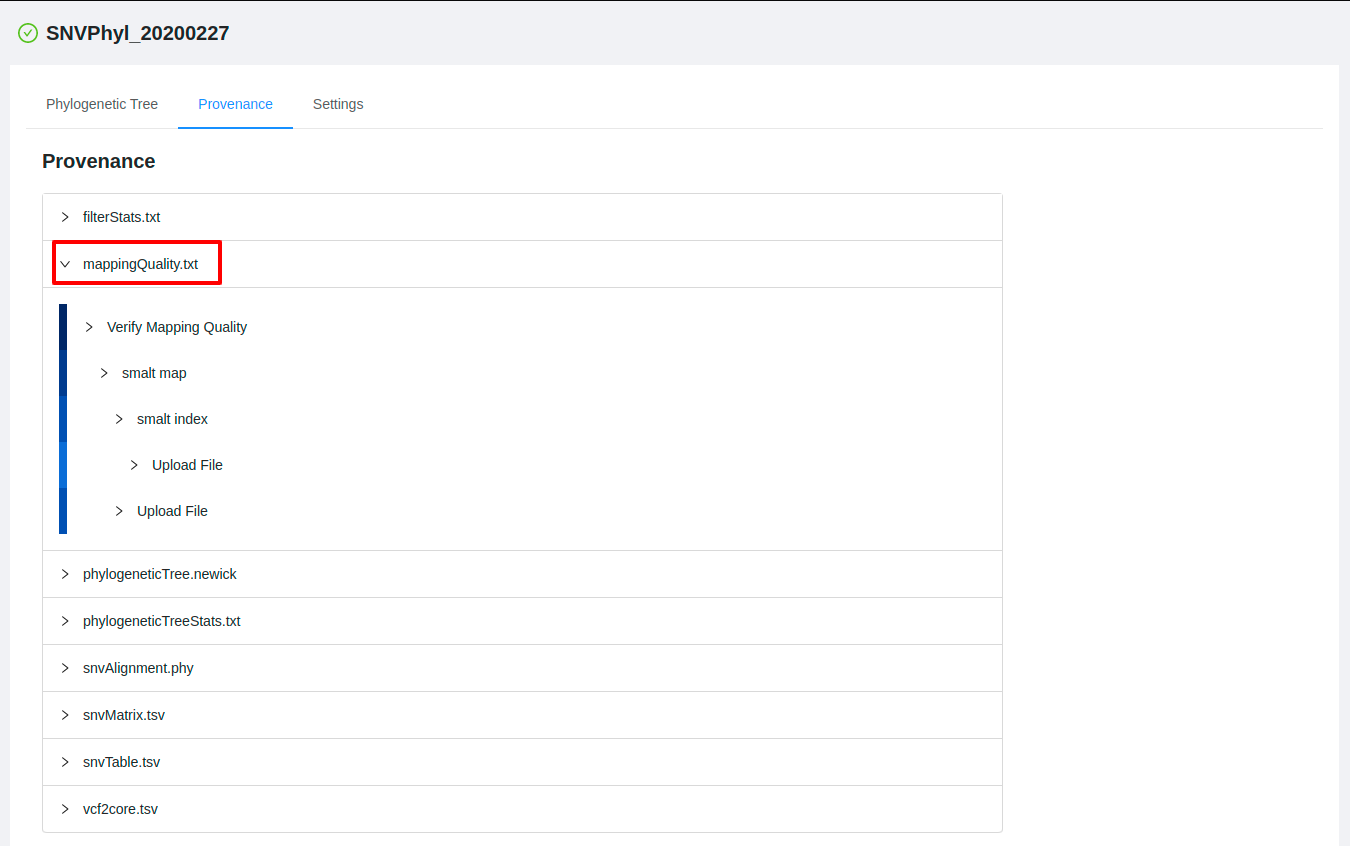 SNVPhyl_20200227
Phylogenetic Tree Provenance Settings
Provenance
filterStats.txt
mappingQuality.txt
Verify Mapping Quality
smalt map
smalt index
Upload File
Upload File
phylogeneticTree.newick
phylogeneticTreeStats.txt
snvAlignment.phy
snvMatrix.tsv
snvTable.tsv
vcf2core.tsv